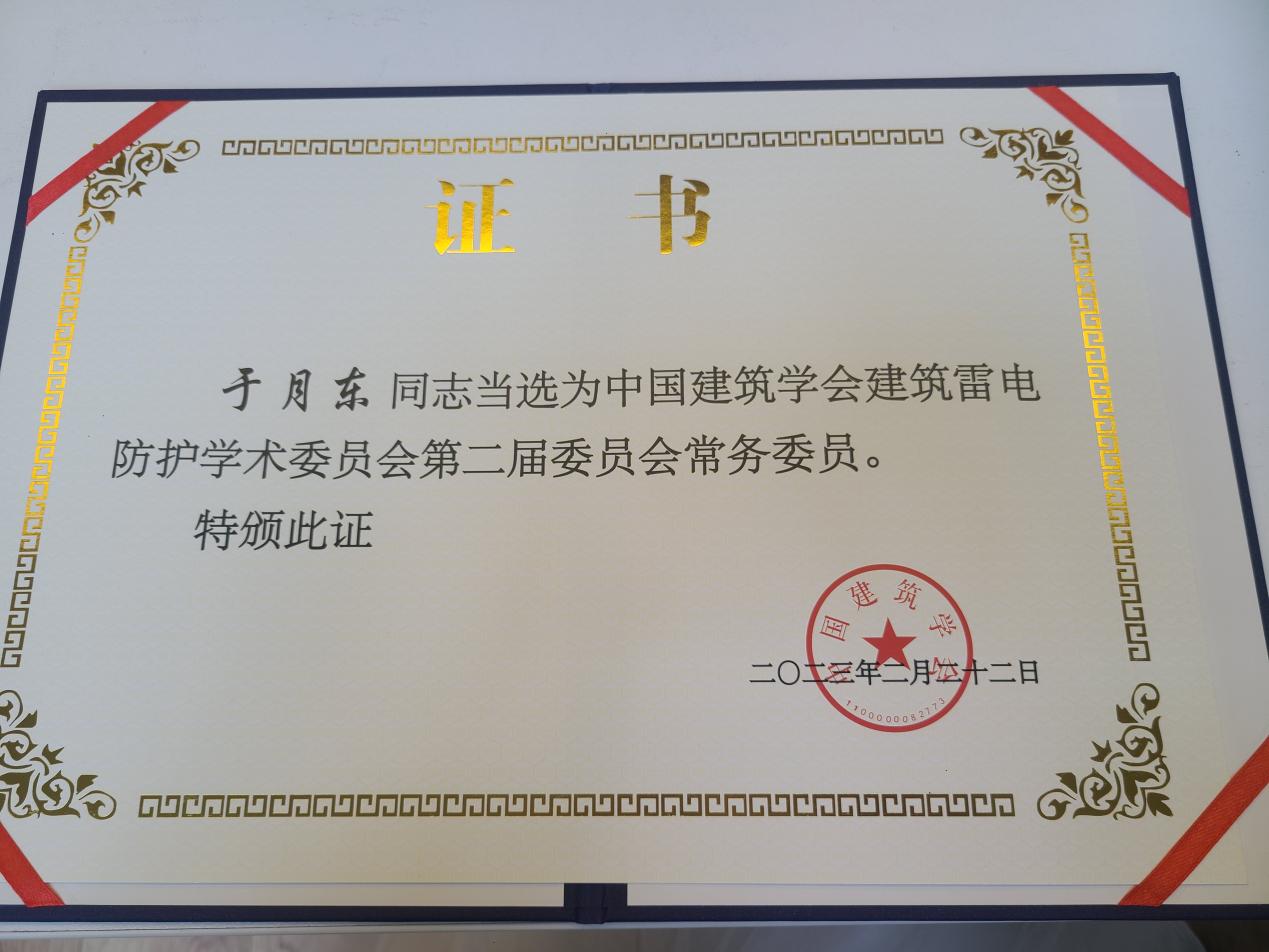 证 书
于月东 同志当选为中国建筑学会建筑雷电
防护学术委员会第二届委员会常务委员。
特颁此证
中国建筑学会
二〇二三年二月二十二日
1100000082773